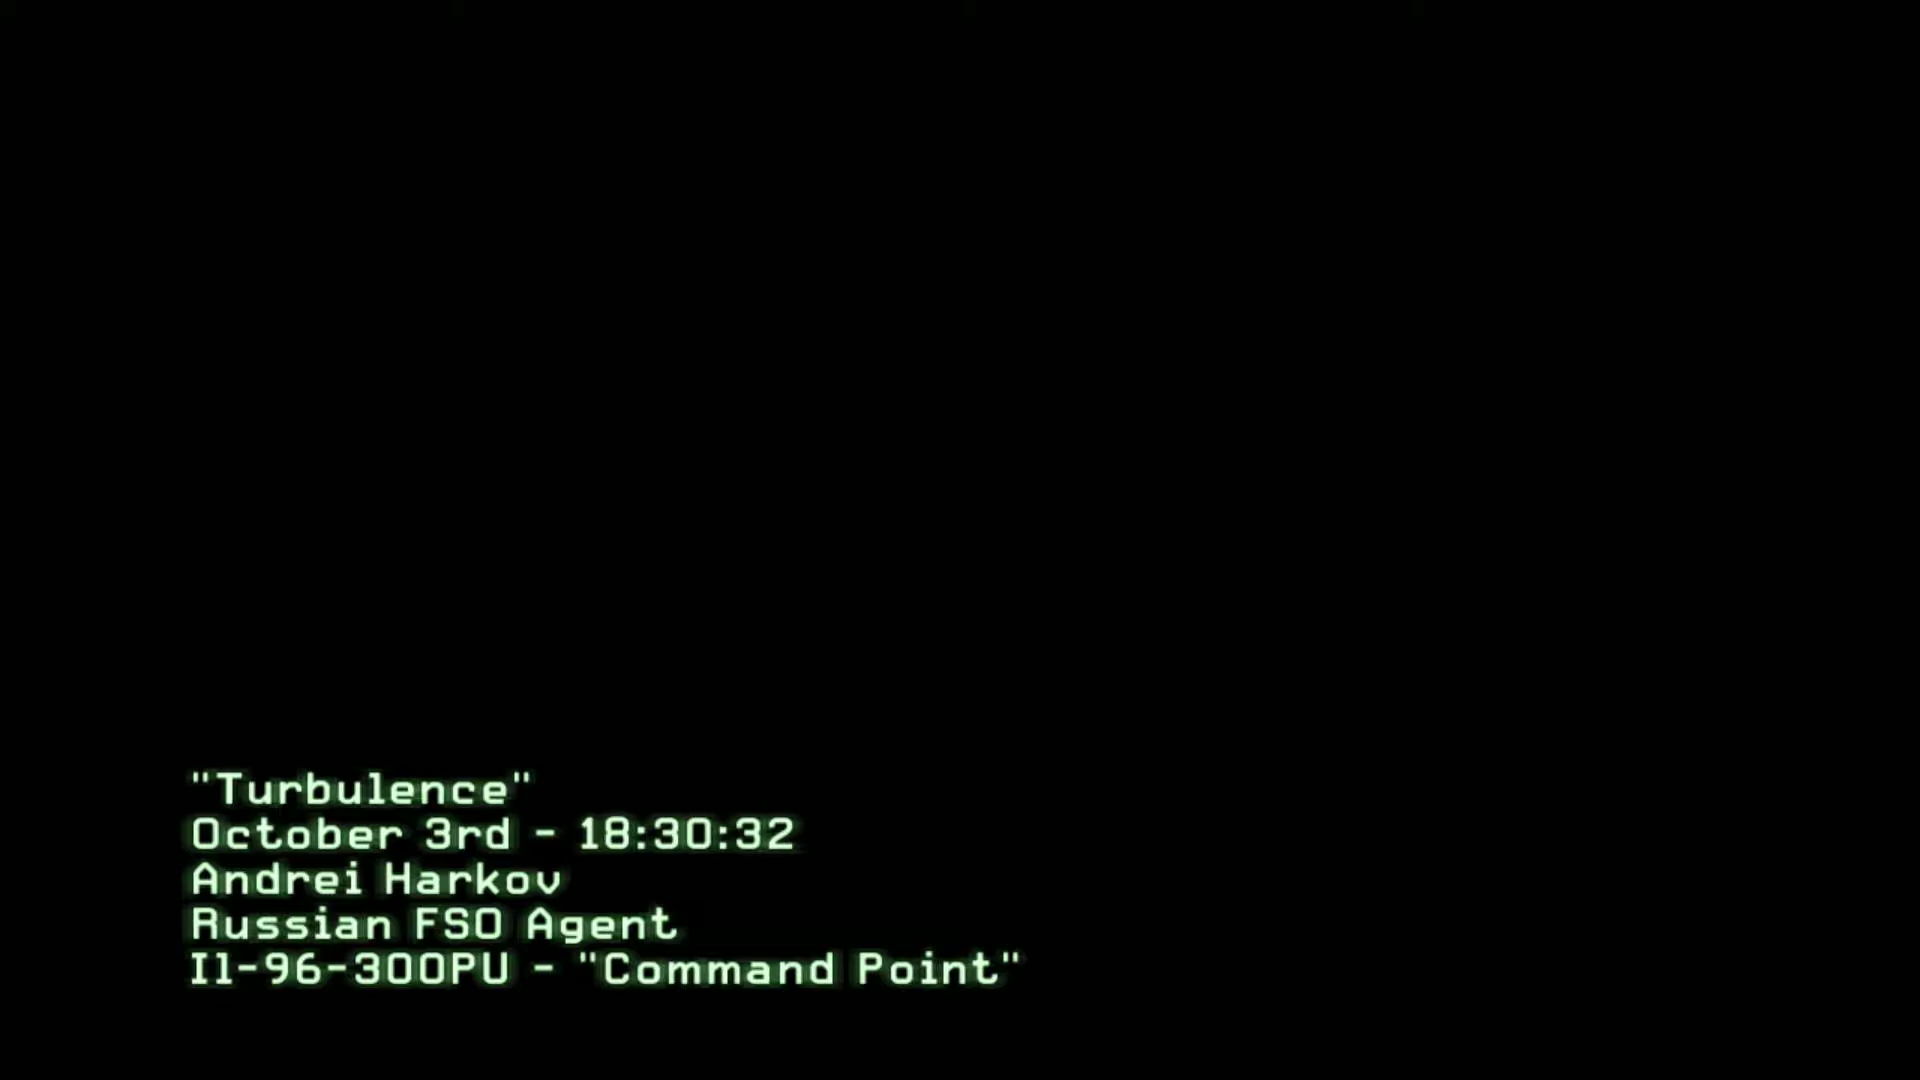 "Turbulence"
October 3rd - 18:30:32
Andrei Harkov
Russian FSO Agent
Il-96-300PU - "Command Point"